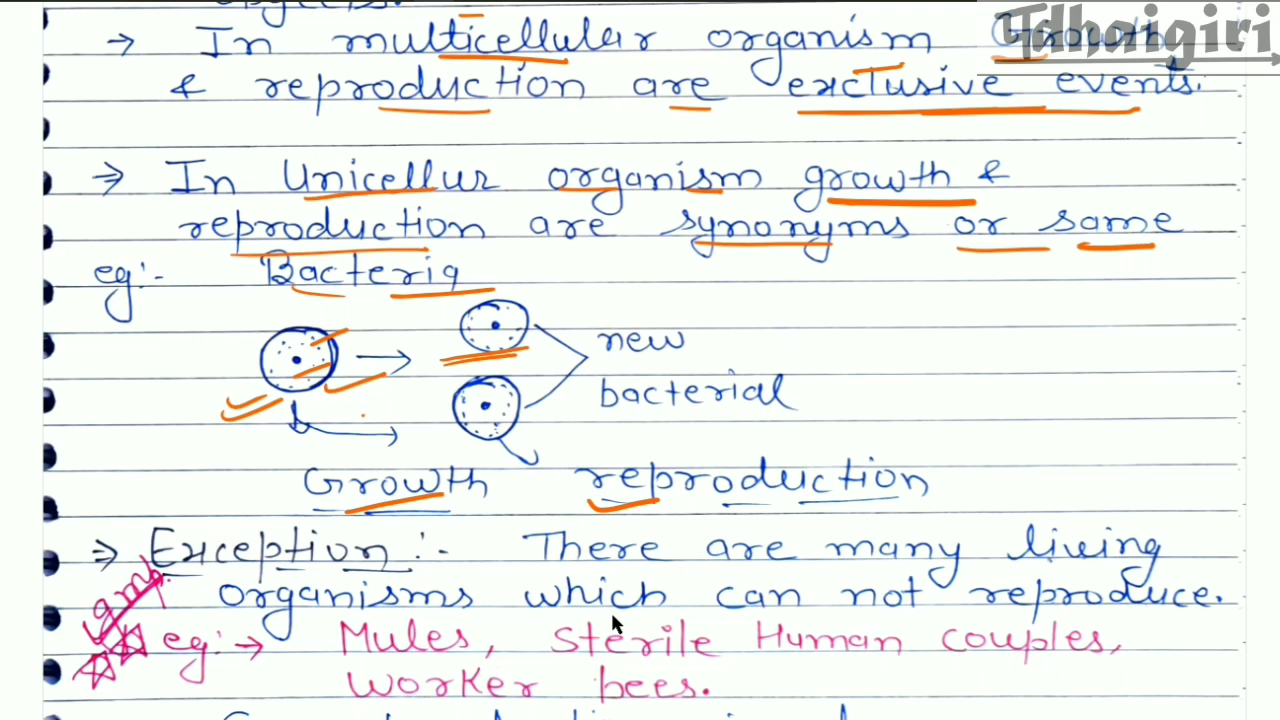 objects.
→ In multicellular organism Growth
Padhaigiri
& reproduction are exclusive events.
→ In Unicellur organism growth &
reproduction are synonyms or same
eg:- Bacteria
new
bacterial
Growth reproduction
⇒ Exception :- There are many living
organisms which can not reproduce.
Imp
eg:→ Mules, Sterile Human couples,
Worker bees.